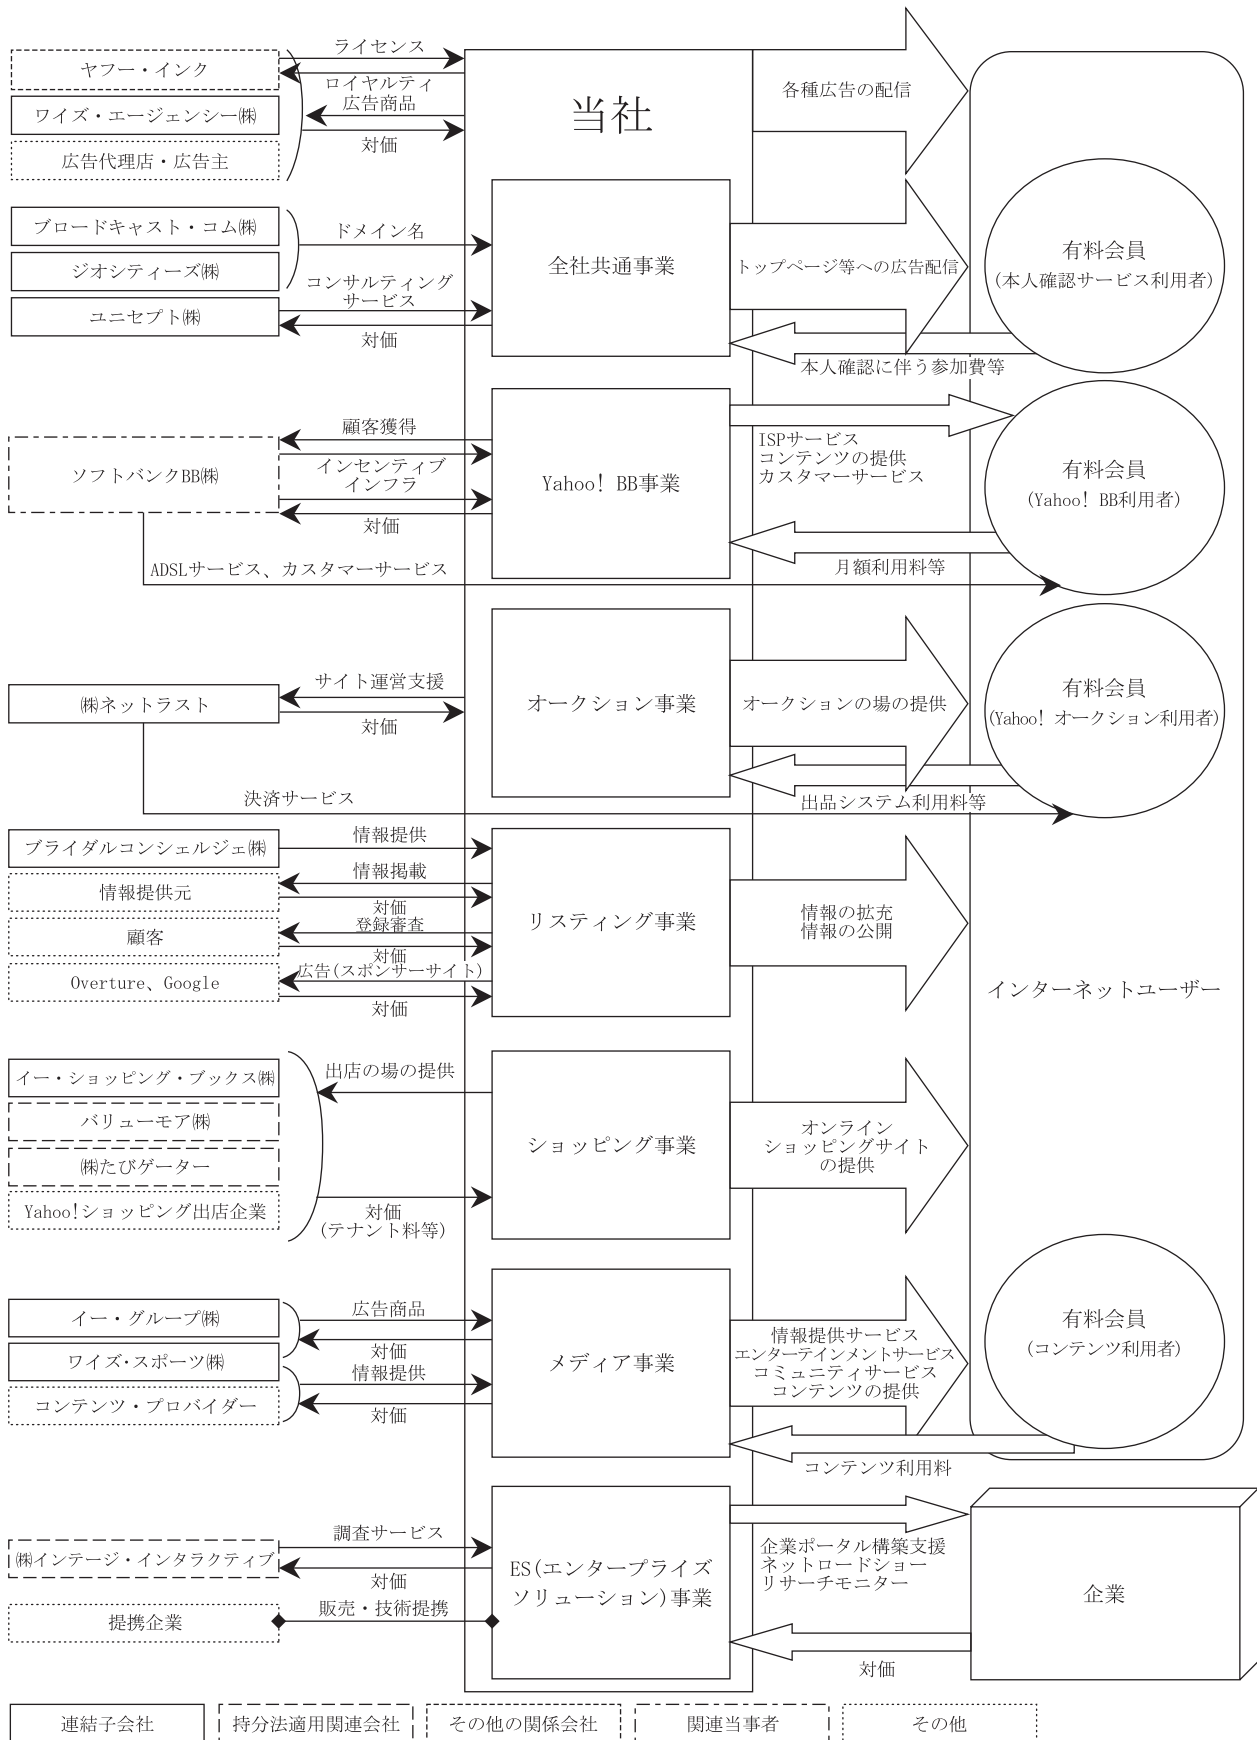 ヤフー・インク
ワイズ・エージェンシー㈱
広告代理店・広告主
ライセンス
ロイヤルティ
広告商品
対価
当社
各種広告の配信
ブロードキャスト・コム㈱
ジオシティーズ㈱
ユニセプト㈱
ドメイン名
コンサルティング
サービス
対価
全社共通事業
トップページ等への広告配信
本人確認に伴う参加費等
有料会員
(本人確認サービス利用者)
ソフトバンクBB㈱
顧客獲得
インセンティブ
インフラ
対価
ADSLサービス、カスタマーサービス
Yahoo! BB事業
ISPサービス
コンテンツの提供
カスタマーサービス
月額利用料等
有料会員
(Yahoo! BB利用者)
㈱ネットラスト
サイト運営支援
対価
決済サービス
オークション事業
オークションの場の提供
出品システム利用料等
有料会員
(Yahoo! オークション利用者)
ブライダルコンシェルジェ㈱
情報提供元
顧客
Overture、Google
情報提供
情報掲載
対価
登録審査
対価
広告(スポンサーサイト)
対価
リスティング事業
情報の拡充
情報の公開
インターネットユーザー
イー・ショッピング・ブックス㈱
バリューモア㈱
㈱たびゲーター
Yahoo!ショッピング出店企業
出店の場の提供
対価
(テナント料等)
ショッピング事業
オンライン
ショッピングサイト
の提供
イー・グループ㈱
ワイズ・スポーツ㈱
コンテンツ・プロバイダー
広告商品
対価
情報提供
対価
メディア事業
情報提供サービス
エンターテインメントサービス
コミュニティサービス
コンテンツの提供
コンテンツ利用料
有料会員
(コンテンツ利用者)
㈱インテージ・インタラクティブ
提携企業
調査サービス
対価
販売・技術提携
ES(エンタープライズ
ソリューション)事業
企業ポータル構築支援
ネットロードショー
リサーチモニター
対価
企業
連結子会社
持分法適用関連会社
その他の関係会社
関連当事者
その他